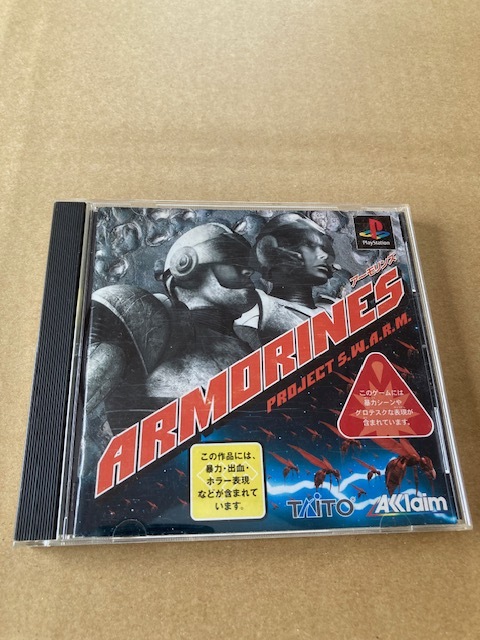 PlayStation
アーモリンズ
ARMORINES
PROJECT S.W.A.R.M.
このゲームには
暴力シーンや
グロテスクな表現が
含まれています。
この作品には、
暴力・出血・
ホラー表現
などが含まれて
います。
TAITO
AKKlaim